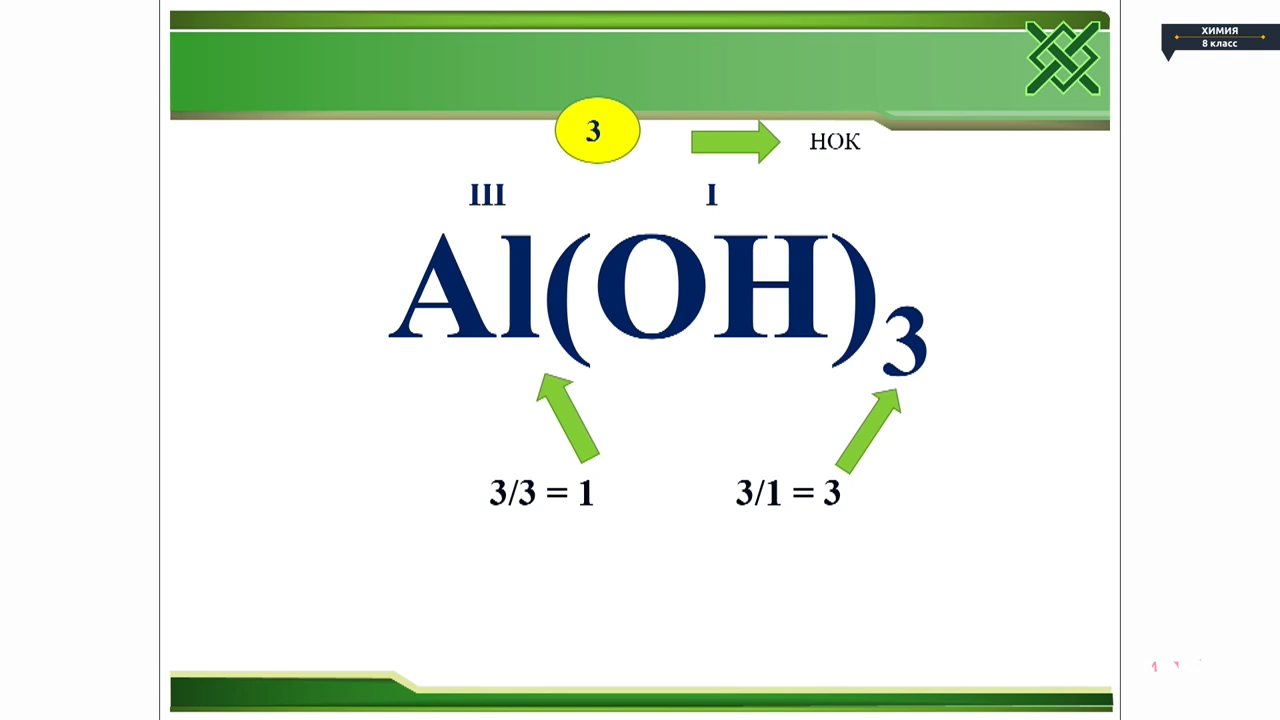 ХИМИЯ
8 класс
3
НОК
III I
Al(OH)₃
3/3 = 1 3/1 = 3